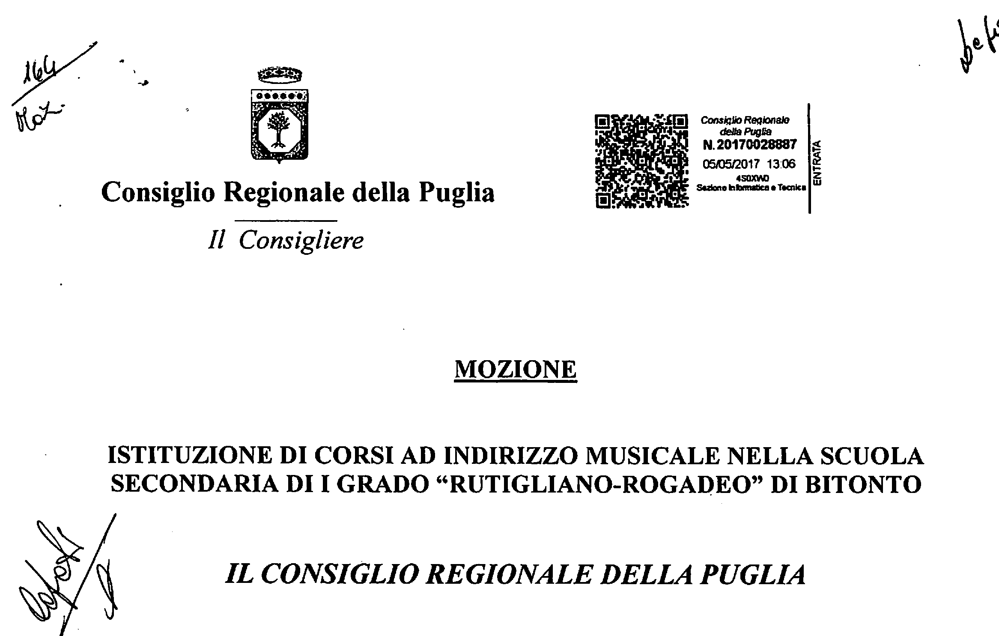 164
Moz.
Consiglio Regionale
della Puglia
N. 20170028887
05/05/2017 13:06
4S0XWD
Sezione Informatica e Tecnica
ENTRATA
Consiglio Regionale della Puglia
Il Consigliere
MOZIONE
ISTITUZIONE DI CORSI AD INDIRIZZO MUSICALE NELLA SCUOLA
SECONDARIA DI I GRADO “RUTIGLIANO-ROGADEO” DI BITONTO
IL CONSIGLIO REGIONALE DELLA PUGLIA